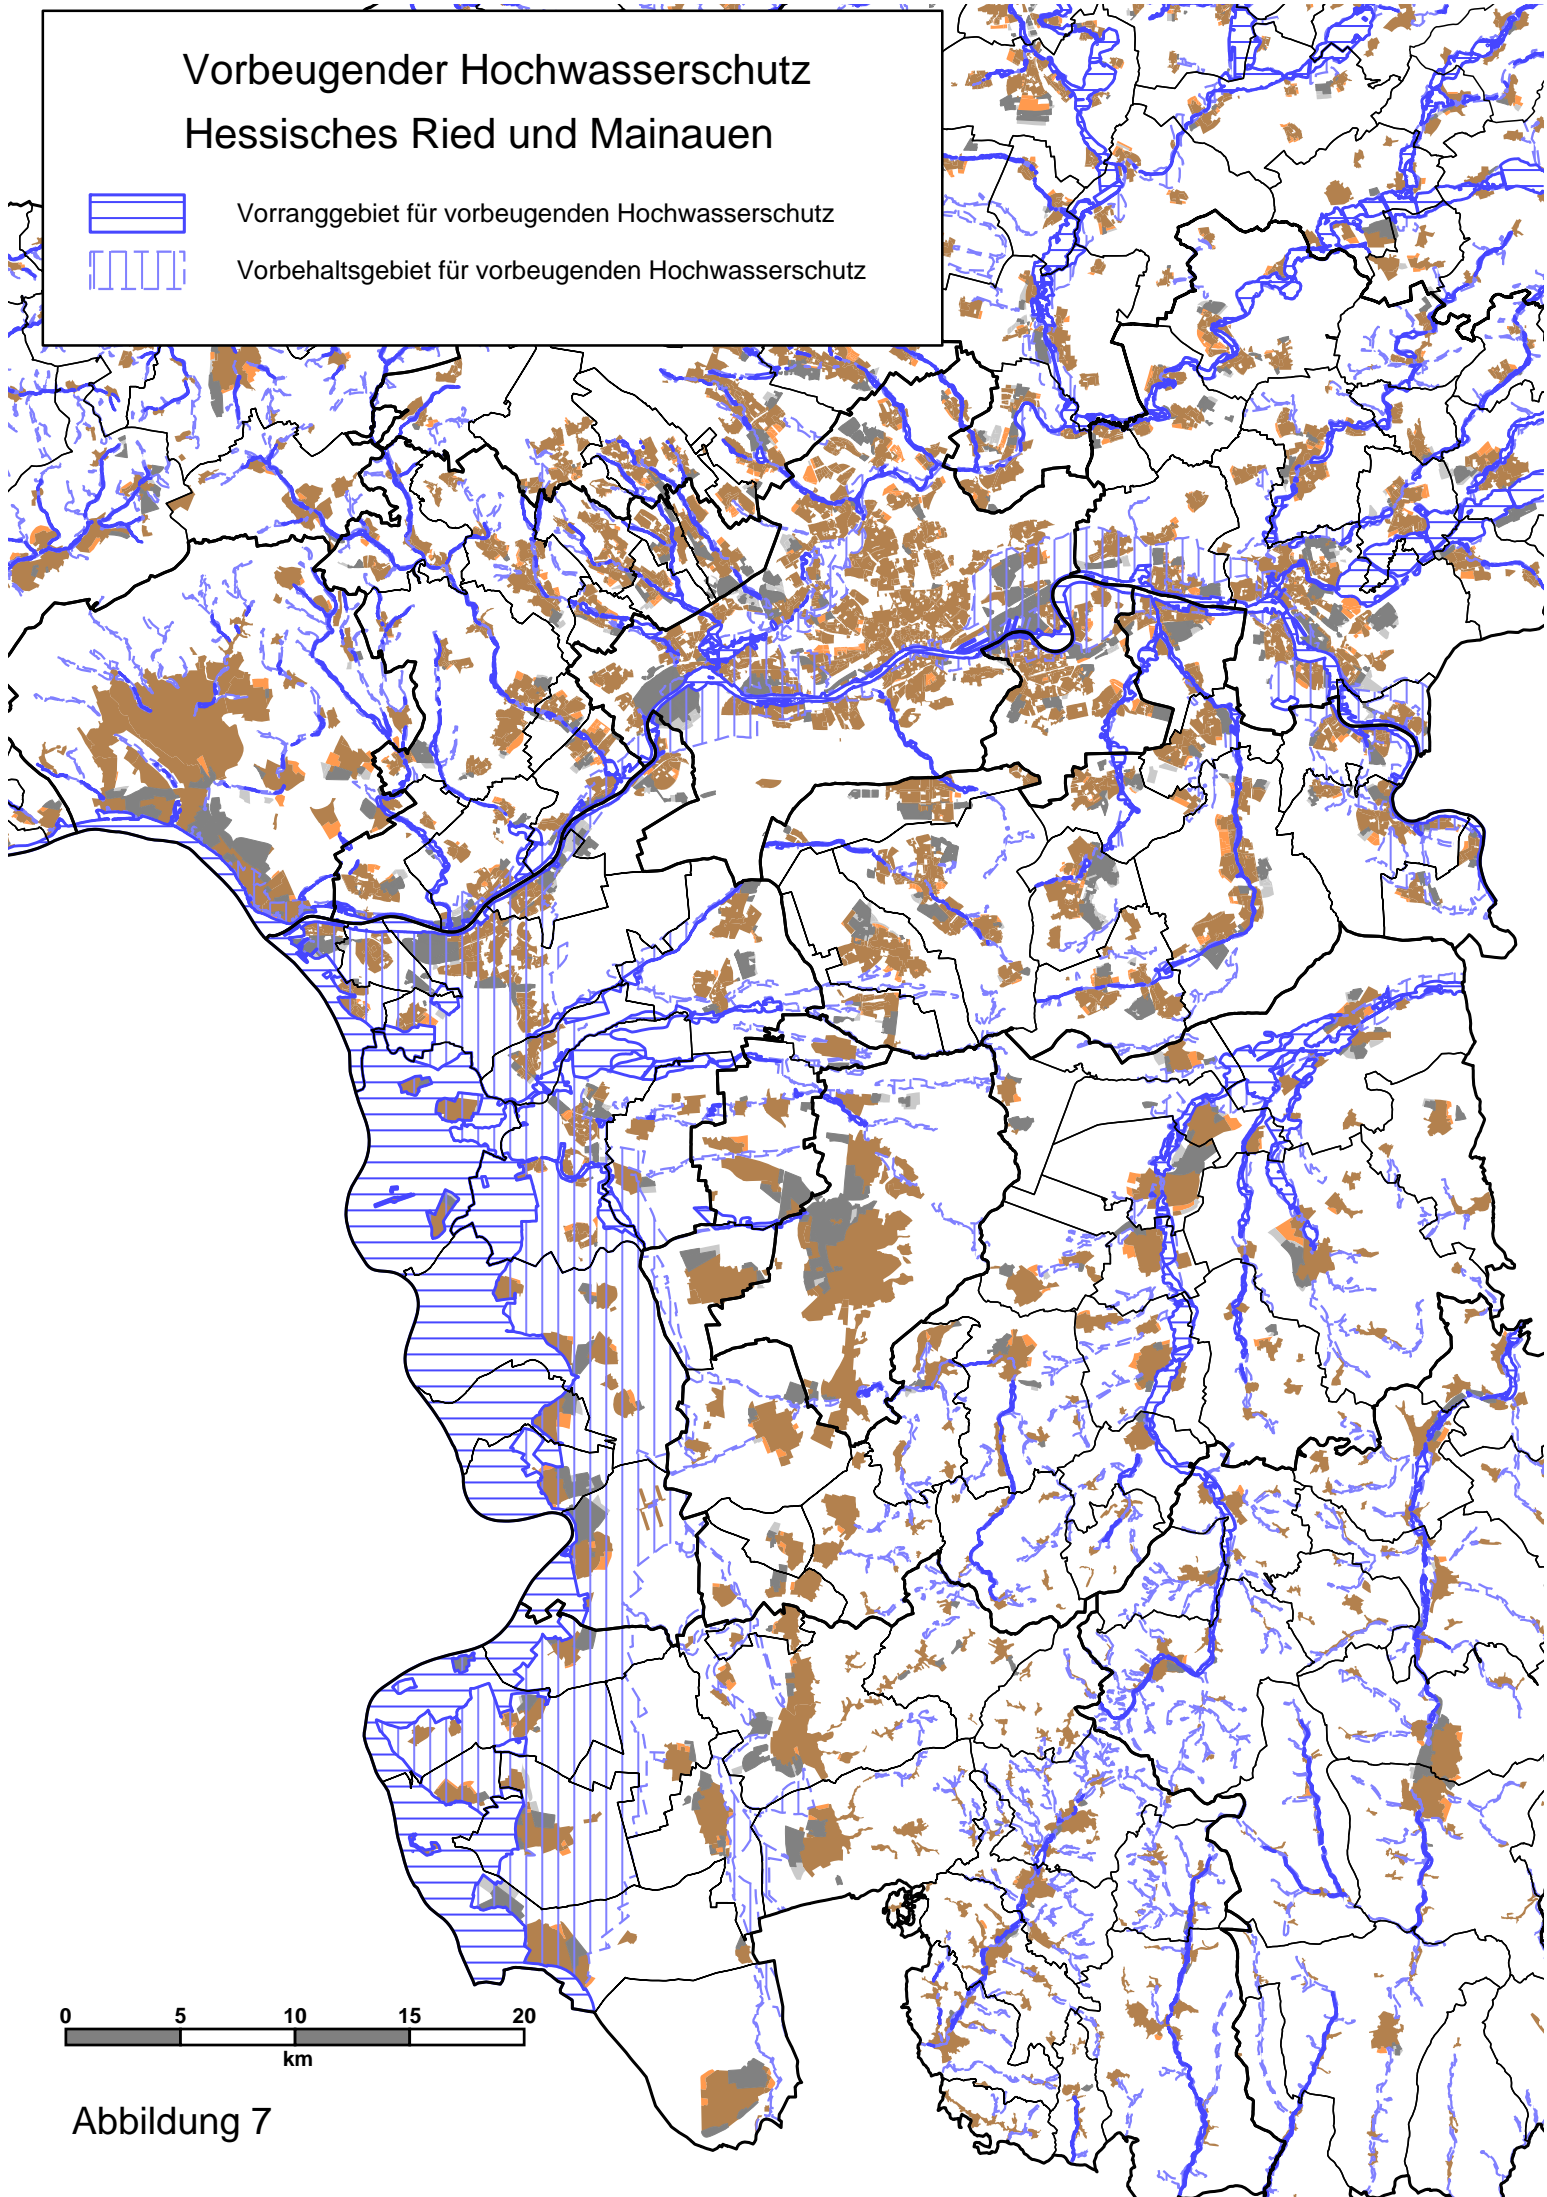 Vorbeugender Hochwasserschutz
Hessisches Ried und Mainauen
Vorranggebiet für vorbeugenden Hochwasserschutz
Vorbehaltsgebiet für vorbeugenden Hochwasserschutz
0 5 10 15 20
km
Abbildung 7